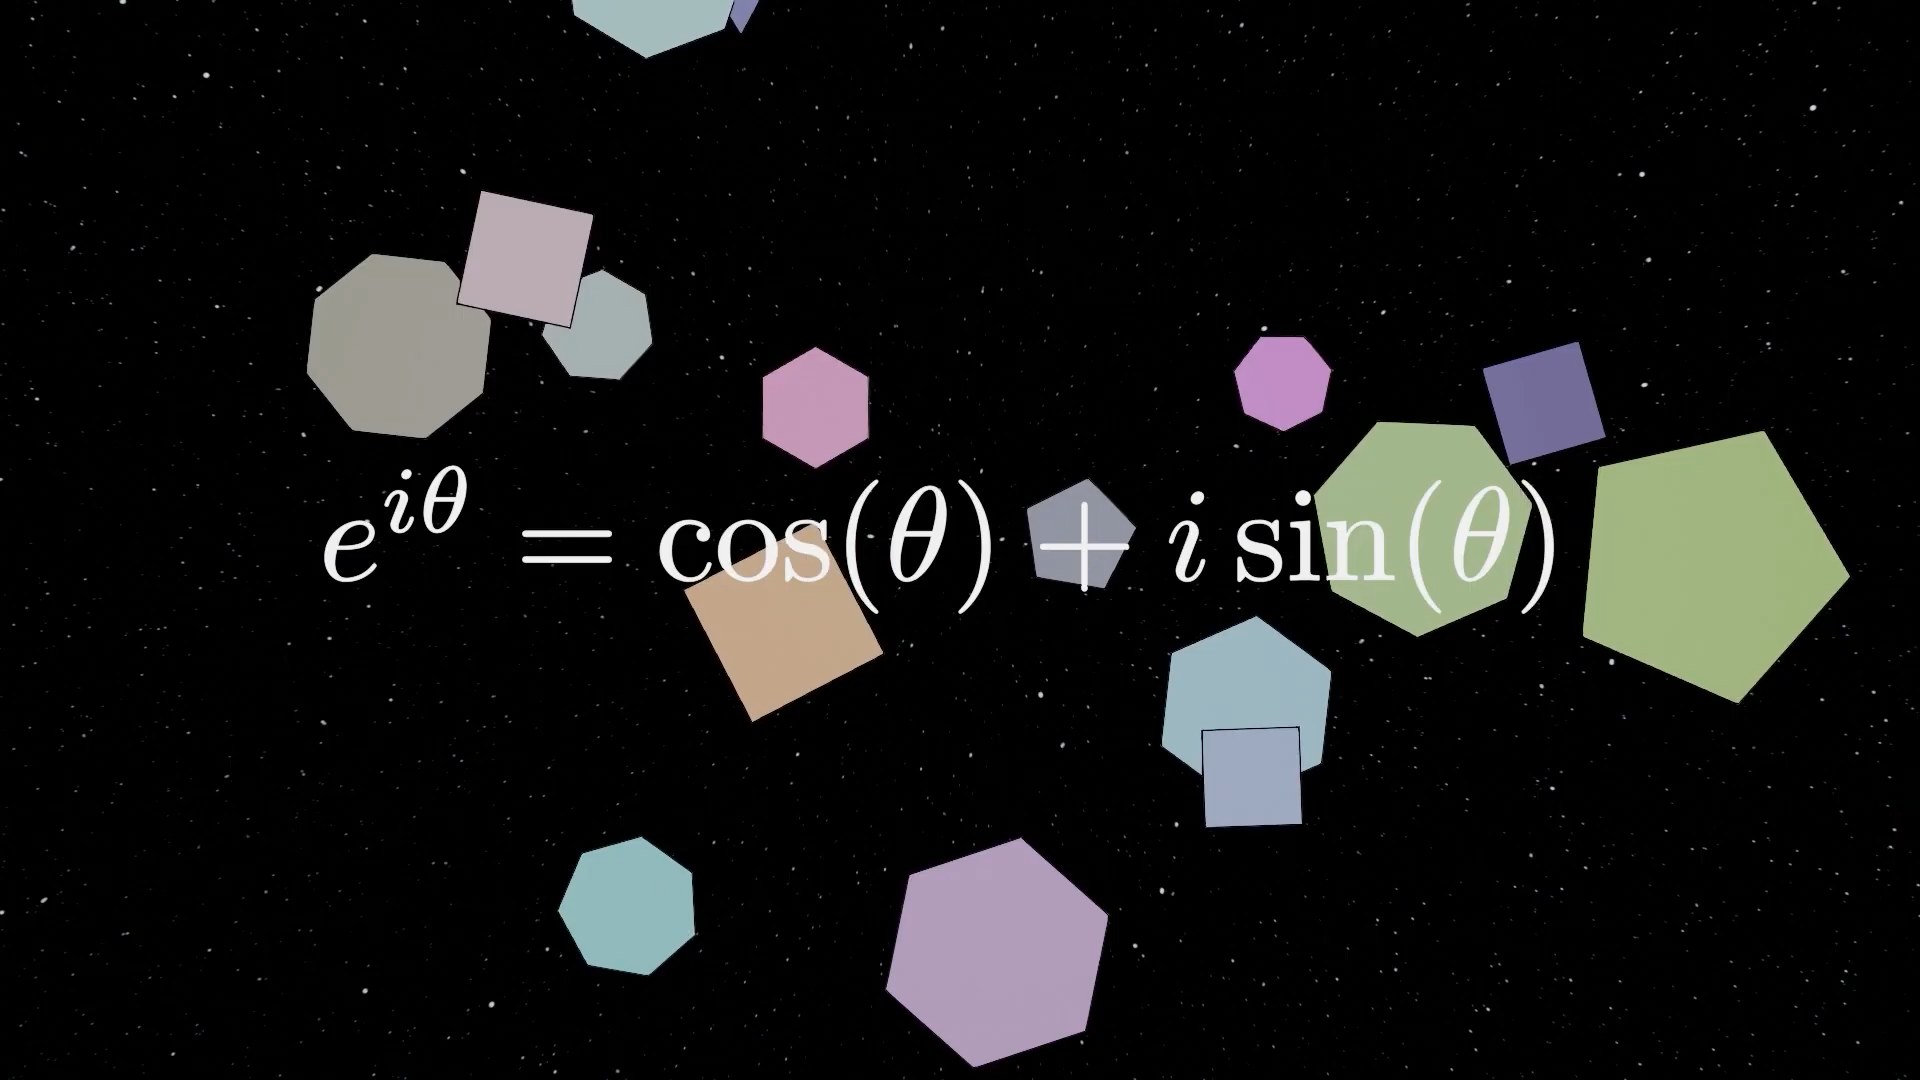 e^{iθ} = cos(θ) + i sin(θ)